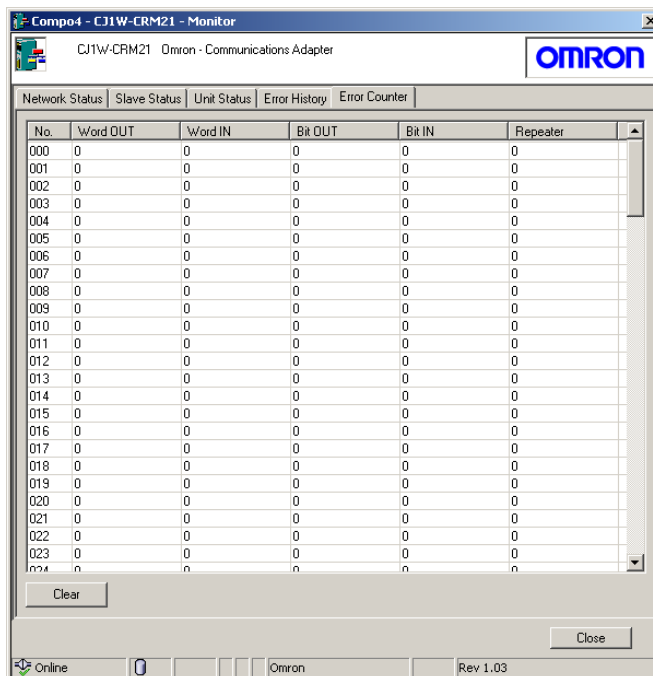 Compo4 - CJ1W-CRM21 - Monitor
CJ1W-CRM21 Omron - Communications Adapter
OMRON
Network Status Slave Status Unit Status Error History Error Counter
No. Word OUT Word IN Bit OUT Bit IN Repeater
000 0 0 0 0 0
001 0 0 0 0 0
002 0 0 0 0 0
003 0 0 0 0 0
004 0 0 0 0 0
005 0 0 0 0 0
006 0 0 0 0 0
007 0 0 0 0 0
008 0 0 0 0 0
009 0 0 0 0 0
010 0 0 0 0 0
011 0 0 0 0 0
012 0 0 0 0 0
013 0 0 0 0 0
014 0 0 0 0 0
015 0 0 0 0 0
016 0 0 0 0 0
017 0 0 0 0 0
018 0 0 0 0 0
019 0 0 0 0 0
020 0 0 0 0 0
021 0 0 0 0 0
022 0 0 0 0 0
023 0 0 0 0 0
024 0 0 0 0 0
Clear
Close
Online Omron Rev 1.03